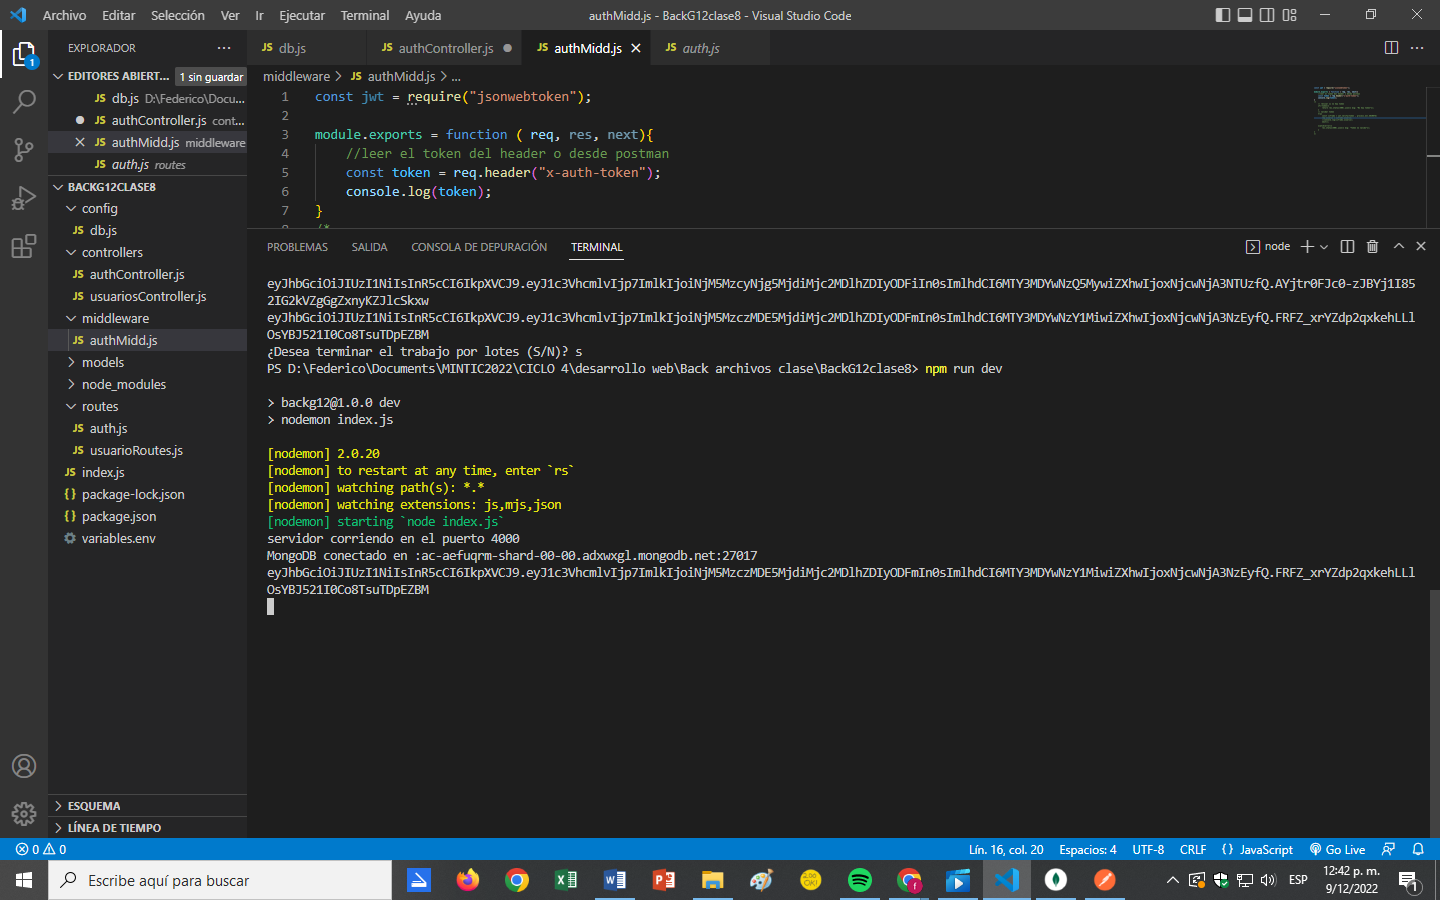 Archivo Editar Selección Ver Ir Ejecutar Terminal Ayuda
authMidd.js - BackG12clase8 - Visual Studio Code
EXPLORADOR
EDITORES ABIERT... 1 sin guardar
db.js D:\Federico\Docu...
authController.js cont...
authMidd.js middleware
auth.js routes
BACKG12CLASE8
config
db.js
controllers
authController.js
usuariosController.js
middleware
authMidd.js
models
node_modules
routes
auth.js
usuarioRoutes.js
index.js
package-lock.json
package.json
variables.env
ESQUEMA
LÍNEA DE TIEMPO
db.js authController.js authMidd.js auth.js
middleware > JS authMidd.js > ...
1 const jwt = require("jsonwebtoken");
2
3 module.exports = function ( req, res, next){
4 //leer el token del header o desde postman
5 const token = req.header("x-auth-token");
6 console.log(token);
7 }
PROBLEMAS SALIDA CONSOLA DE DEPURACIÓN TERMINAL
node
eyJhbGciOiJIUzI1NiIsInR5cCI6IkpXVCJ9.eyJ1c3VhcmlvIjp7ImlkIjoiNjM5MzcyNjg5MjdiMjc2MDlhZDIyODFiIn0sImlhdCI6MTY3MDYwNzQ5MywiZXhwIjoxNjcwNjA3NTUzfQ.AYjtr0FJc0-zJBYj1I85
2IG2kVZgGgZxnyKZJlcSkxw
eyJhbGciOiJIUzI1NiIsInR5cCI6IkpXVCJ9.eyJ1c3VhcmlvIjp7ImlkIjoiNjM5MzczMDE5MjdiMjc2MDlhZDIyODFmIn0sImlhdCI6MTY3MDYwNzY1MiwiZXhwIjoxNjcwNjA3NzEyfQ.FRFZ_xrYZdp2qxkehLLl
OsYBJ521I0Co8TsuTDpEZBM
¿Desea terminar el trabajo por lotes (S/N)? s
PS D:\Federico\Documents\MINTIC2022\CICLO 4\desarrollo web\Back archivos clase\BackG12clase8> npm run dev
> backg12@1.0.0 dev
> nodemon index.js
[nodemon] 2.0.20
[nodemon] to restart at any time, enter `rs`
[nodemon] watching path(s): *.*
[nodemon] watching extensions: js,mjs,json
[nodemon] starting `node index.js`
servidor corriendo en el puerto 4000
MongoDB conectado en :ac-aefuqrm-shard-00-00.adxwxgl.mongodb.net:27017
eyJhbGciOiJIUzI1NiIsInR5cCI6IkpXVCJ9.eyJ1c3VhcmlvIjp7ImlkIjoiNjM5MzczMDE5MjdiMjc2MDlhZDIyODFmIn0sImlhdCI6MTY3MDYwNzY1MiwiZXhwIjoxNjcwNjA3NzEyfQ.FRFZ_xrYZdp2qxkehLLl
OsYBJ521I0Co8TsuTDpEZBM
0 0 Lín. 16, col. 20 Espacios: 4 UTF-8 CRLF {} JavaScript Go Live
Escribe aquí para buscar
ESP
12:42 p. m.
9/12/2022